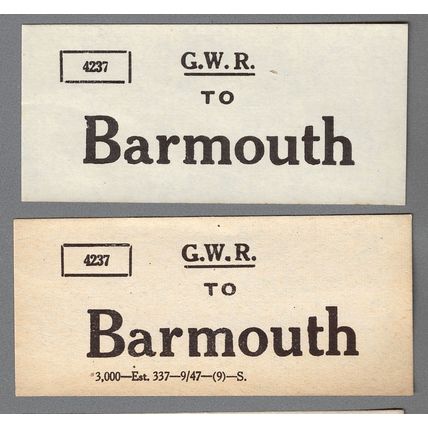 4237
G.W.R.
TO
Barmouth
4237
G.W.R.
TO
Barmouth
3,000—Est. 337—9/47—(9)—S.